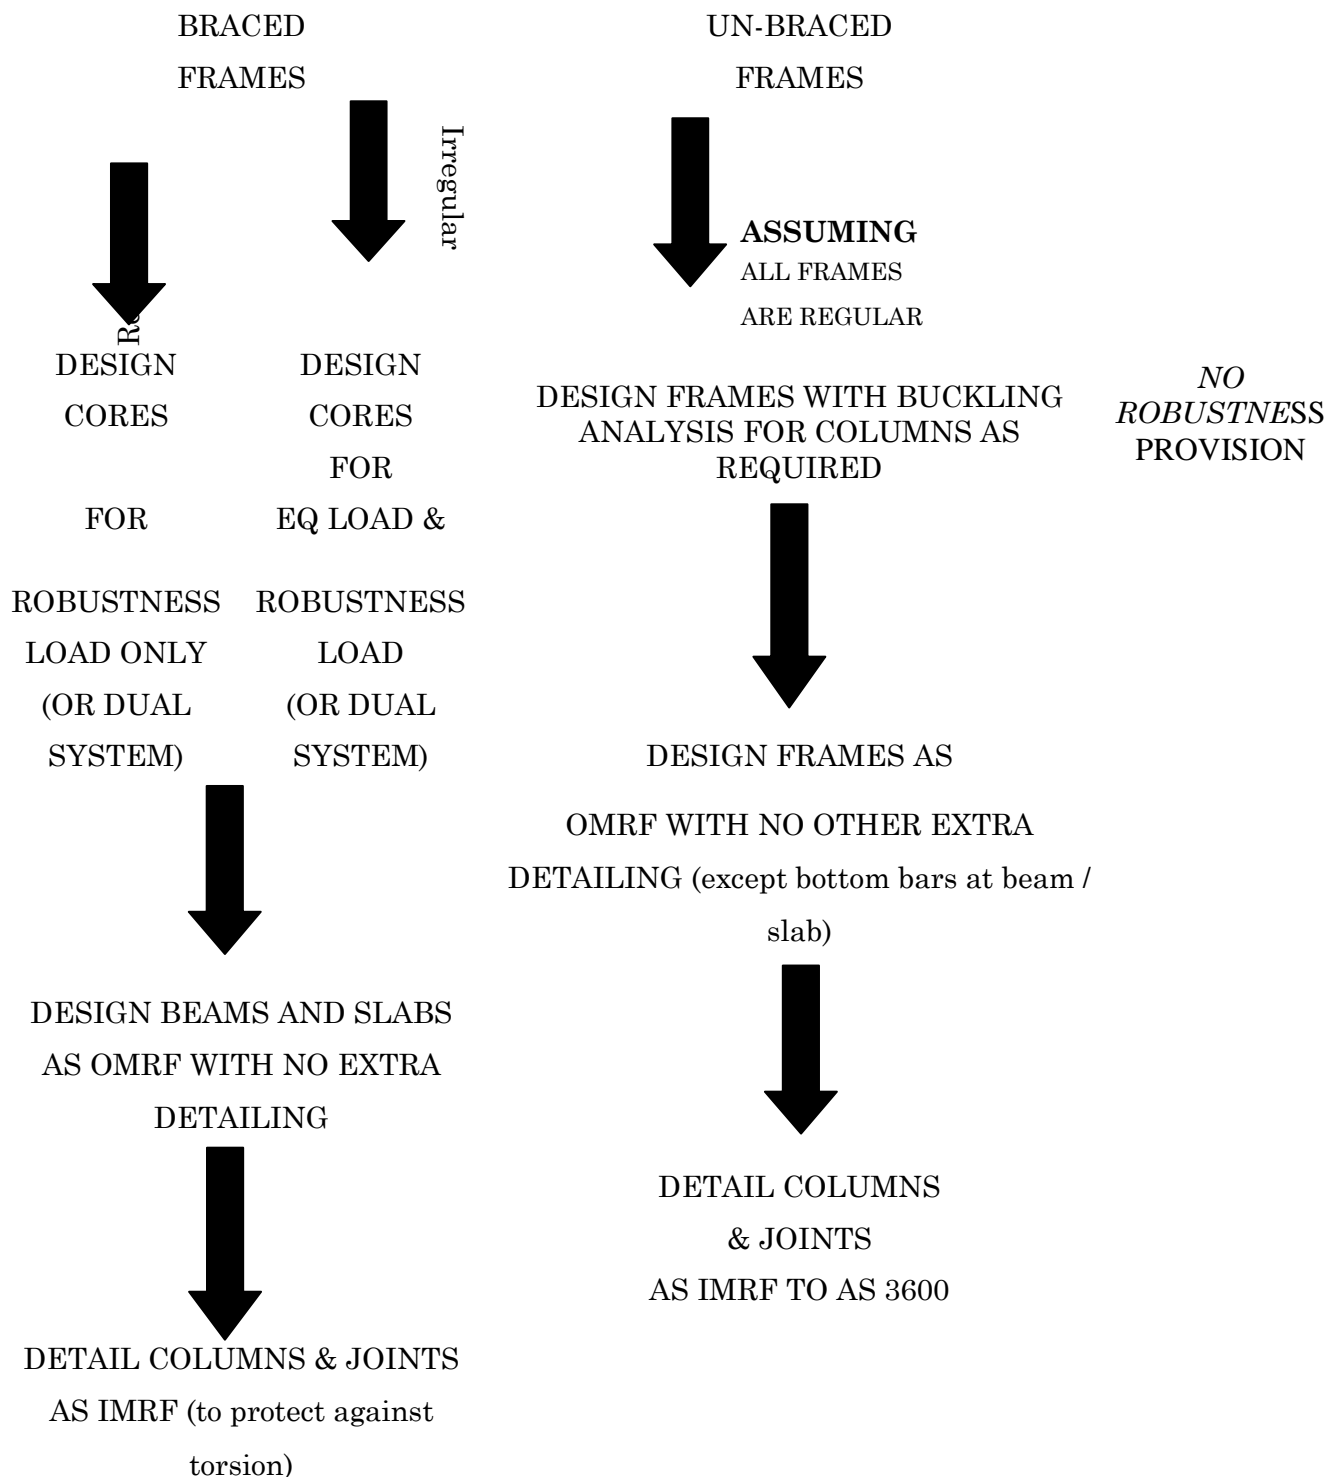 BRACED
FRAMES
Irregular
DESIGN
CORES
FOR
ROBUSTNESS
LOAD ONLY
(OR DUAL
SYSTEM)
DESIGN
CORES
FOR
EQ LOAD &
ROBUSTNESS
LOAD
(OR DUAL
SYSTEM)
DESIGN BEAMS AND SLABS
AS OMRF WITH NO EXTRA
DETAILING
DETAIL COLUMNS & JOINTS
AS IMRF (to protect against
torsion)
UN-BRACED
FRAMES
ASSUMING
ALL FRAMES
ARE REGULAR
DESIGN FRAMES WITH BUCKLING
ANALYSIS FOR COLUMNS AS
REQUIRED
NO
ROBUSTNESS
PROVISION
DESIGN FRAMES AS
OMRF WITH NO OTHER EXTRA
DETAILING (except bottom bars at beam /
slab)
DETAIL COLUMNS
& JOINTS
AS IMRF TO AS 3600